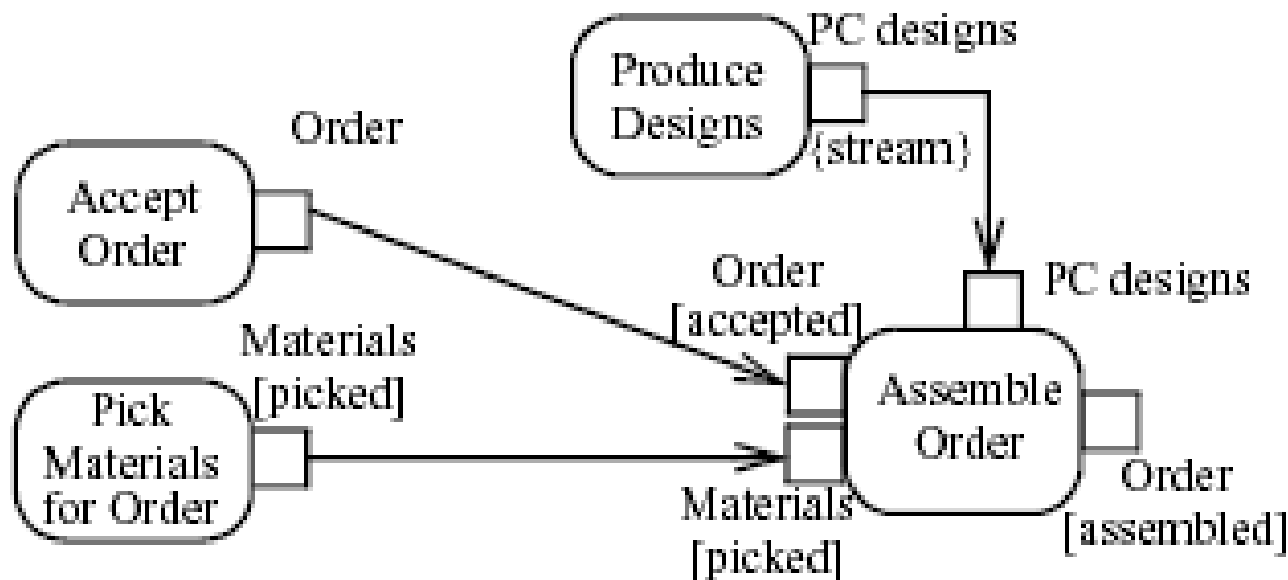 PC designs
Produce
Designs
{stream}
Order
Accept
Order
Order
[accepted]
PC designs
Materials
[picked]
Pick
Materials
for Order
Assemble
Order
Materials
[picked]
Order
[assembled]